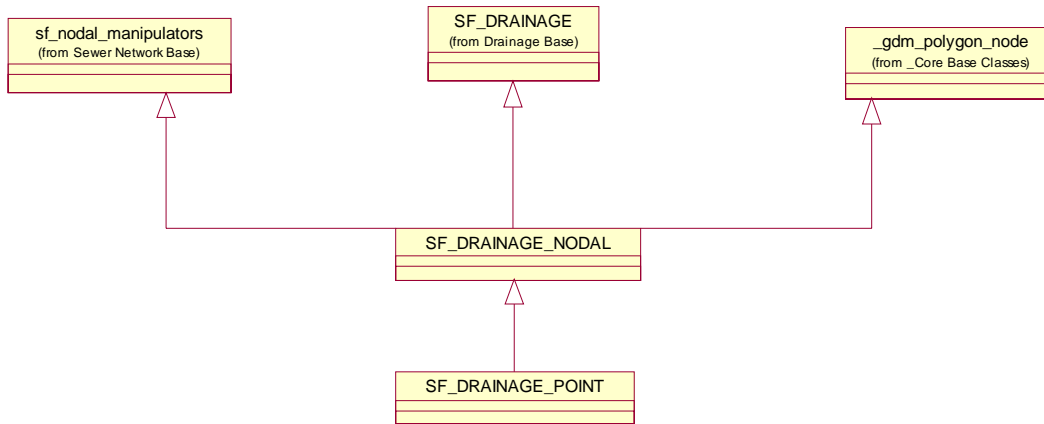 sf_nodal_manipulators
(from Sewer Network Base)
SF_DRAINAGE
(from Drainage Base)
_gdm_polygon_node
(from _Core Base Classes)
SF_DRAINAGE_NODAL
SF_DRAINAGE_POINT